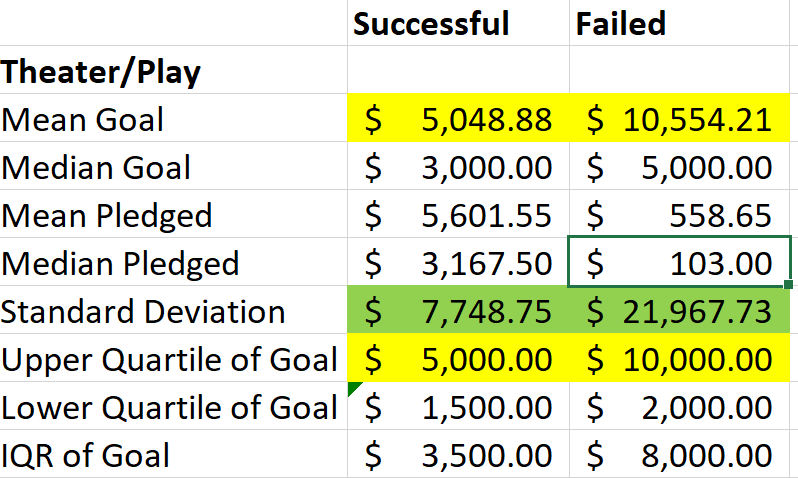 Successful Failed
Theater/Play
Mean Goal $ 5,048.88 $ 10,554.21
Median Goal $ 3,000.00 $ 5,000.00
Mean Pledged $ 5,601.55 $ 558.65
Median Pledged $ 3,167.50 $ 103.00
Standard Deviation $ 7,748.75 $ 21,967.73
Upper Quartile of Goal $ 5,000.00 $ 10,000.00
Lower Quartile of Goal $ 1,500.00 $ 2,000.00
IQR of Goal $ 3,500.00 $ 8,000.00